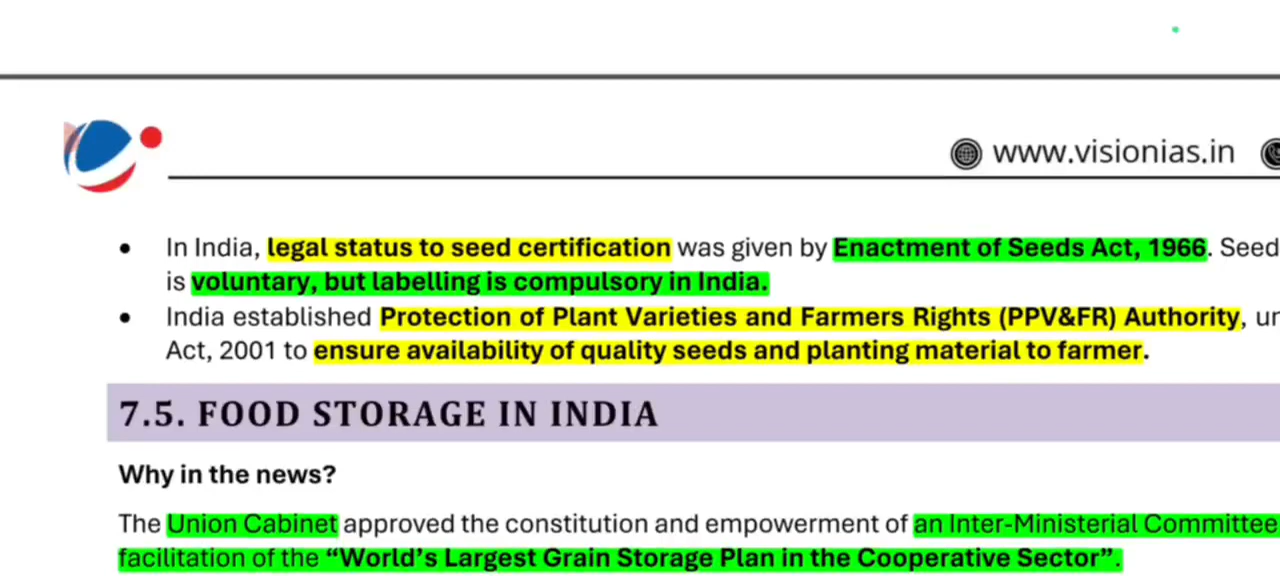 www.visionias.in
• In India, legal status to seed certification was given by Enactment of Seeds Act, 1966. Seed
is voluntary, but labelling is compulsory in India.
• India established Protection of Plant Varieties and Farmers Rights (PPV&FR) Authority,
Act, 2001 to ensure availability of quality seeds and planting material to farmer.
7.5. FOOD STORAGE IN INDIA
Why in the news?
The Union Cabinet approved the constitution and empowerment of an Inter-Ministerial Committee
facilitation of the “World’s Largest Grain Storage Plan in the Cooperative Sector”.